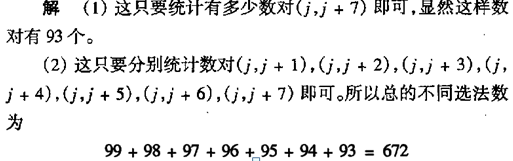 解 (1) 这只要统计有多少数对(j,j + 7) 即可,显然这样数
对有 93 个。
(2) 这只要分别统计数对(j,j + 1),(j,j + 2),(j,j + 3),(j,
j + 4),(j,j + 5),(j,j + 6),(j,j + 7) 即可。所以总的不同选法数
为
99 + 98 + 97 + 96 + 95 + 94 + 93 = 672